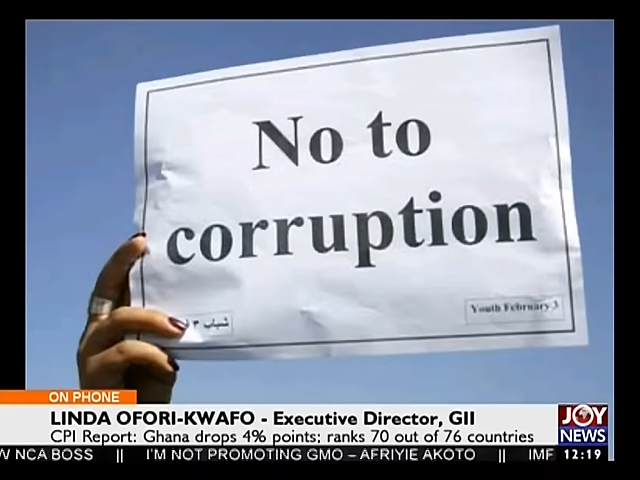 No to
corruption
شباب ٣
Youth February 3
ON PHONE
LINDA OFORI-KWAFO - Executive Director, GII
CPI Report: Ghana drops 4% points; ranks 70 out of 76 countries
JOY
NEWS
W NCA BOSS || I'M NOT PROMOTING GMO – AFRIYIE AKOTO || IMF
12:19